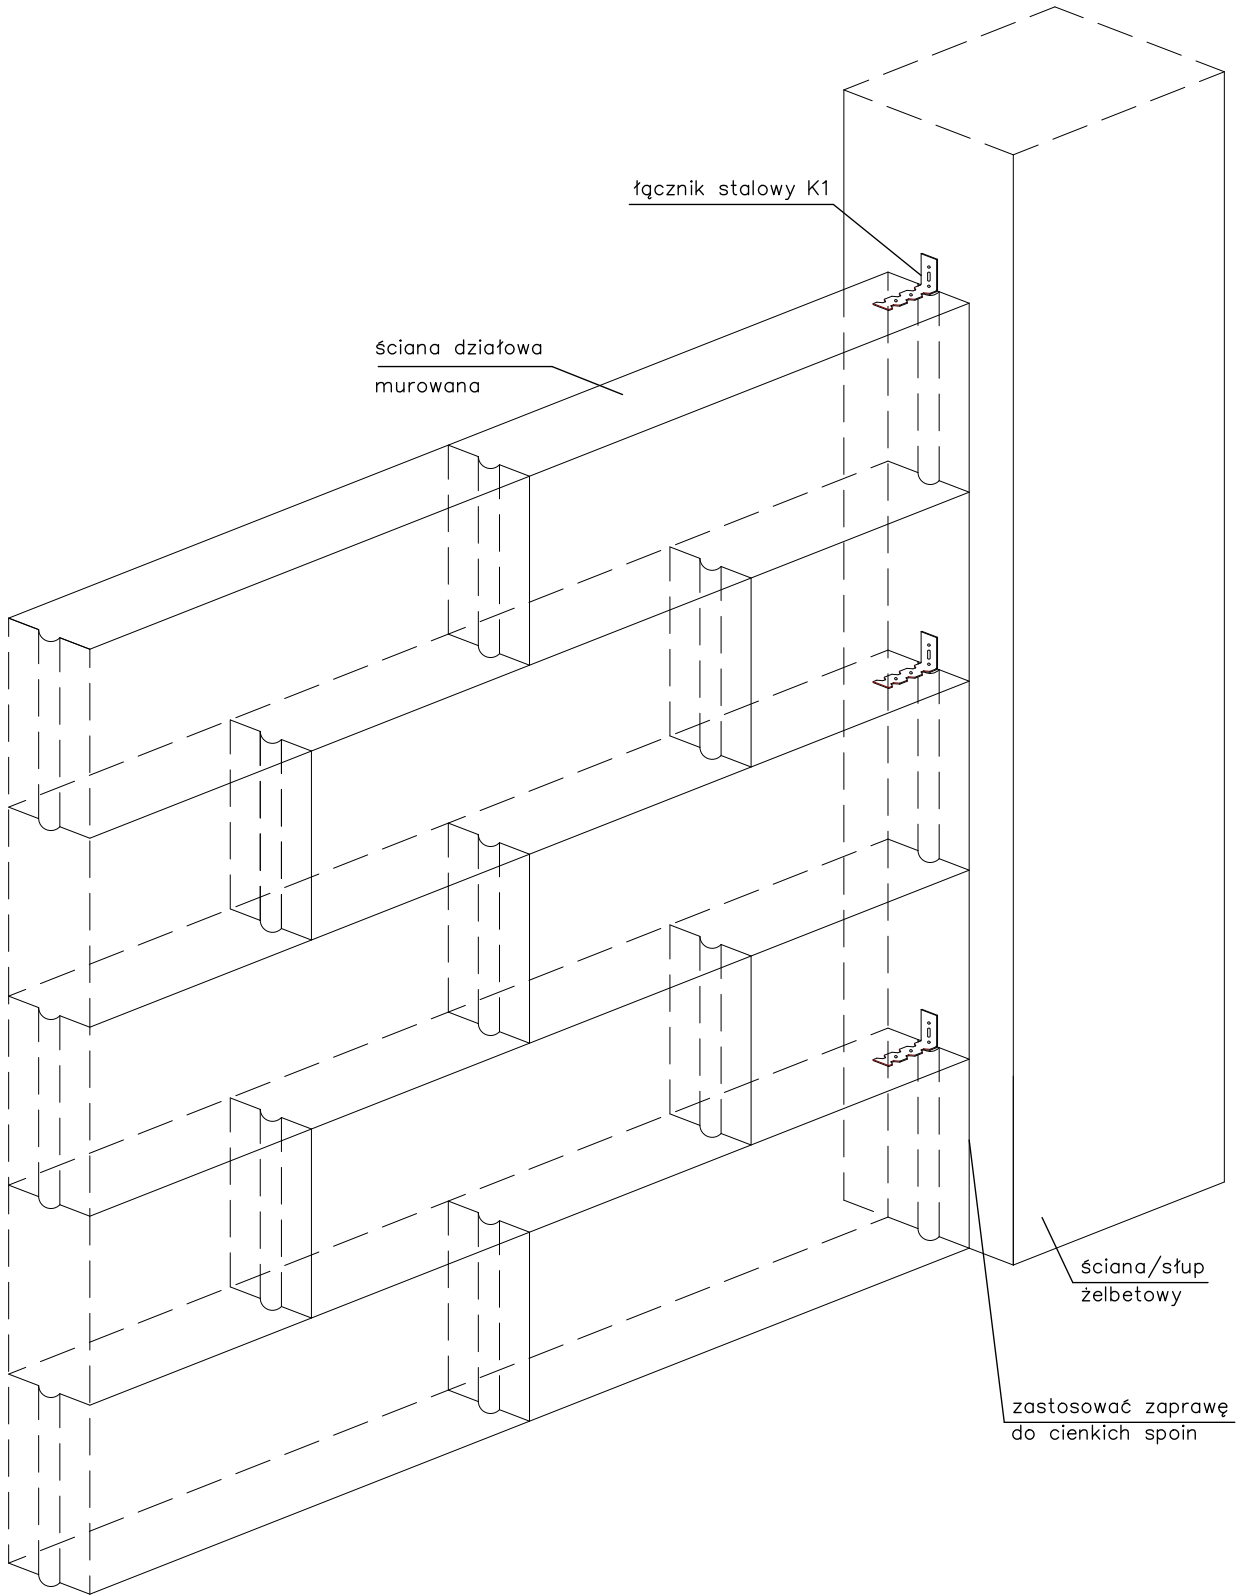 łącznik stalowy K1
ściana działowa
murowana
ściana/słup
żelbetowy
zastosować zaprawę
do cienkich spoin